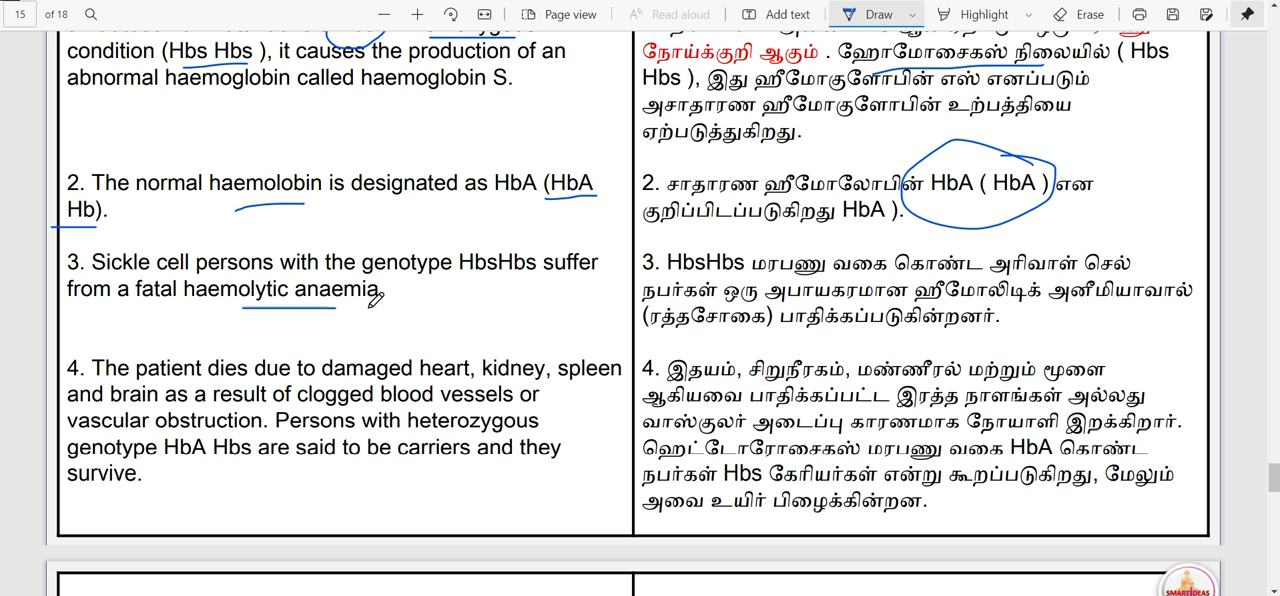 15 of 18
Page view
Read aloud
Add text
Draw
Highlight
Erase
condition (Hbs Hbs ), it causes the production of an
abnormal haemoglobin called haemoglobin S.
2. The normal haemolobin is designated as HbA (HbA
Hb).
3. Sickle cell persons with the genotype HbsHbs suffer
from a fatal haemolytic anaemia.
4. The patient dies due to damaged heart, kidney, spleen
and brain as a result of clogged blood vessels or
vascular obstruction. Persons with heterozygous
genotype HbA Hbs are said to be carriers and they
survive.
நோய்க்குறி ஆகும் . ஹோமோசைகஸ் நிலையில் ( Hbs
Hbs ), இது ஹீமோகுளோபின் எஸ் எனப்படும்
அசாதாரண ஹீமோகுளோபின் உற்பத்தியை
ஏற்படுத்துகிறது.
2. சாதாரண ஹீமோலோபின் HbA ( HbA ) என
குறிப்பிடப்படுகிறது HbA ).
3. HbsHbs மரபணு வகை கொண்ட அரிவாள் செல்
நபர்கள் ஒரு அபாயகரமான ஹீமோலிடிக் அனீமியாவால்
(ரத்தசோகை) பாதிக்கப்படுகின்றனர்.
4. இதயம், சிறுநீரகம், மண்ணீரல் மற்றும் மூளை
ஆகியவை பாதிக்கப்பட்ட இரத்த நாளங்கள் அல்லது
வாஸ்குலர் அடைப்பு காரணமாக நோயாளி இறக்கிறார்.
ஹெட்டோரோசைகஸ் மரபணு வகை HbA கொண்ட
நபர்கள் Hbs கேரியர்கள் என்று கூறப்படுகிறது, மேலும்
அவை உயிர் பிழைக்கின்றன.
SMARTIDEAS